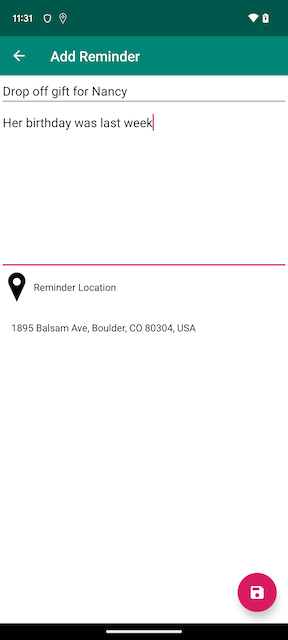 11:31
Add Reminder
Drop off gift for Nancy
Her birthday was last week
Reminder Location
1895 Balsam Ave, Boulder, CO 80304, USA